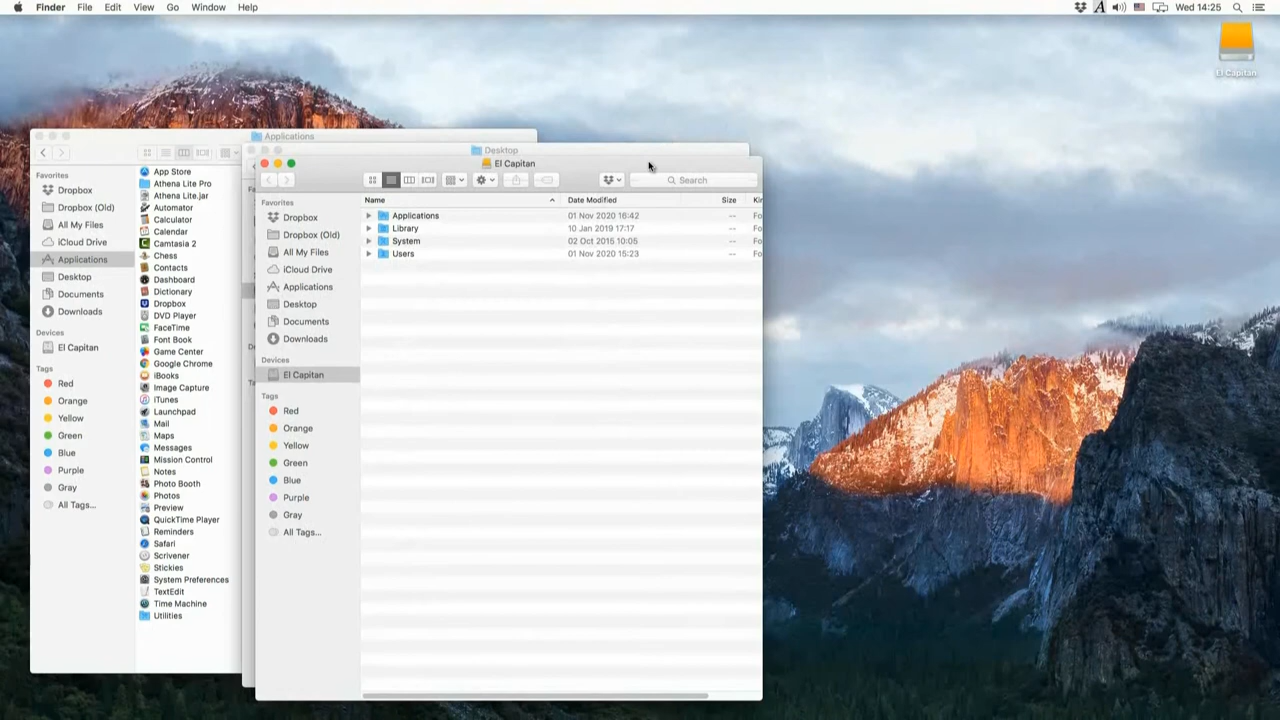 Finder File Edit View Go Window Help
A Wed 14:25
El Capitan
Applications
Desktop
El Capitan
Search
Favorites
Dropbox
Dropbox (Old)
All My Files
iCloud Drive
Applications
Desktop
Documents
Downloads
Devices
El Capitan
Tags
Red
Orange
Yellow
Green
Blue
Purple
Gray
All Tags...
App Store
Athena Lite Pro
Athena Lite.jar
Automator
Calculator
Calendar
Camtasia 2
Chess
Contacts
Dashboard
Dictionary
Dropbox
DVD Player
FaceTime
Font Book
Game Center
Google Chrome
iBooks
Image Capture
iTunes
Launchpad
Mail
Maps
Messages
Mission Control
Notes
Photo Booth
Photos
Preview
QuickTime Player
Reminders
Safari
Scrivener
Stickies
System Preferences
TextEdit
Time Machine
Utilities
Favorites
Dropbox
Dropbox (Old)
All My Files
iCloud Drive
Applications
Desktop
Documents
Downloads
Devices
El Capitan
Tags
Red
Orange
Yellow
Green
Blue
Purple
Gray
All Tags...
Name Date Modified Size Ki
Applications 01 Nov 2020 16:42 -- Fo
Library 10 Jan 2019 17:17 -- Fo
System 02 Oct 2015 10:05 -- Fo
Users 01 Nov 2020 15:23 -- Fo